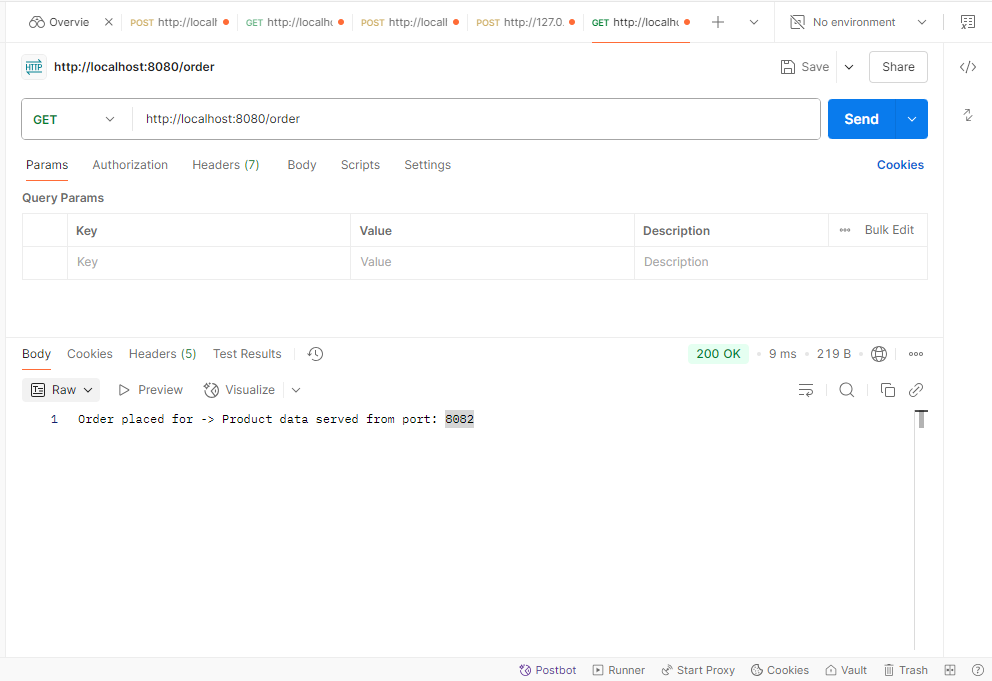 Overvie
POST http://locall
GET http://localhc
POST http://locall
POST http://127.0.
GET http://localhc
No environment
HTTP
http://localhost:8080/order
Save
Share
GET
http://localhost:8080/order
Send
Params Authorization Headers (7) Body Scripts Settings Cookies
Query Params
Key Value Description Bulk Edit
Key Value Description
Body Cookies Headers (5) Test Results 200 OK 9 ms 219 B
Raw Preview Visualize
1 Order placed for -> Product data served from port: 8082
Postbot Runner Start Proxy Cookies Vault Trash